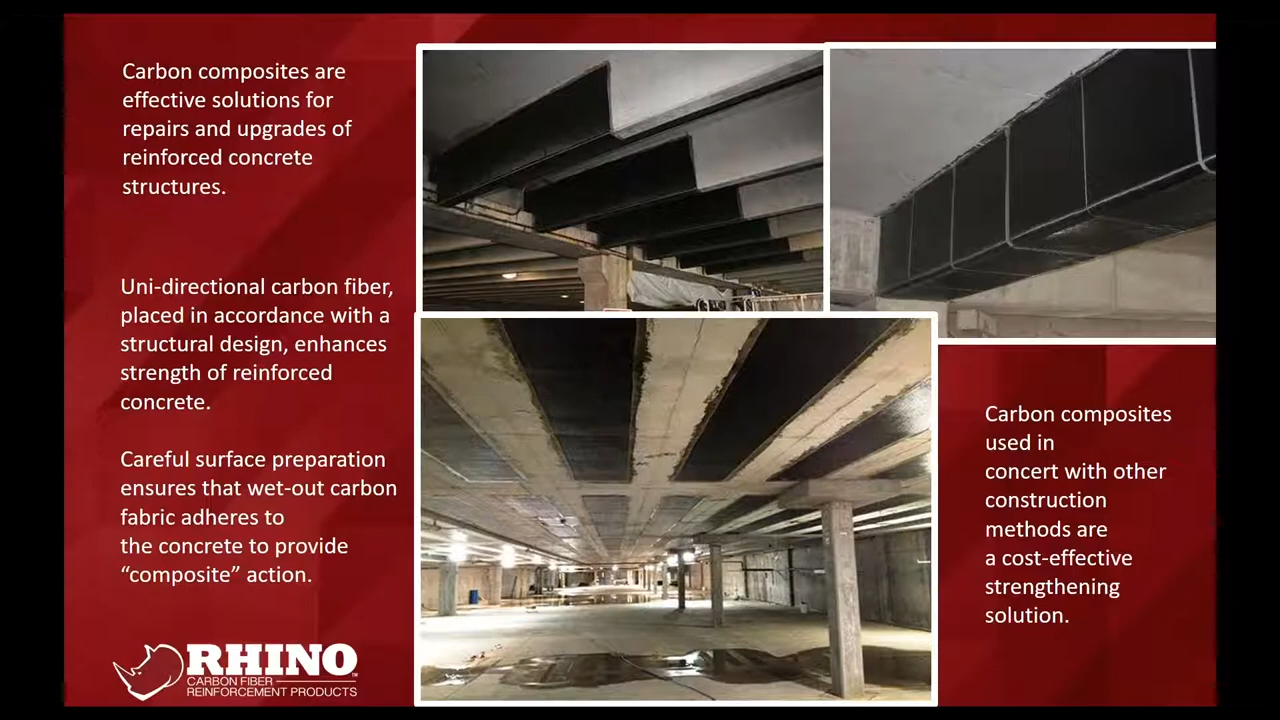 Carbon composites are
effective solutions for
repairs and upgrades of
reinforced concrete
structures.
Uni-directional carbon fiber,
placed in accordance with a
structural design, enhances
strength of reinforced
concrete.
Careful surface preparation
ensures that wet-out carbon
fabric adheres to
the concrete to provide
“composite” action.
RHINO™
CARBON FIBER
REINFORCEMENT PRODUCTS
Carbon composites
used in
concert with other
construction
methods are
a cost-effective
strengthening
solution.